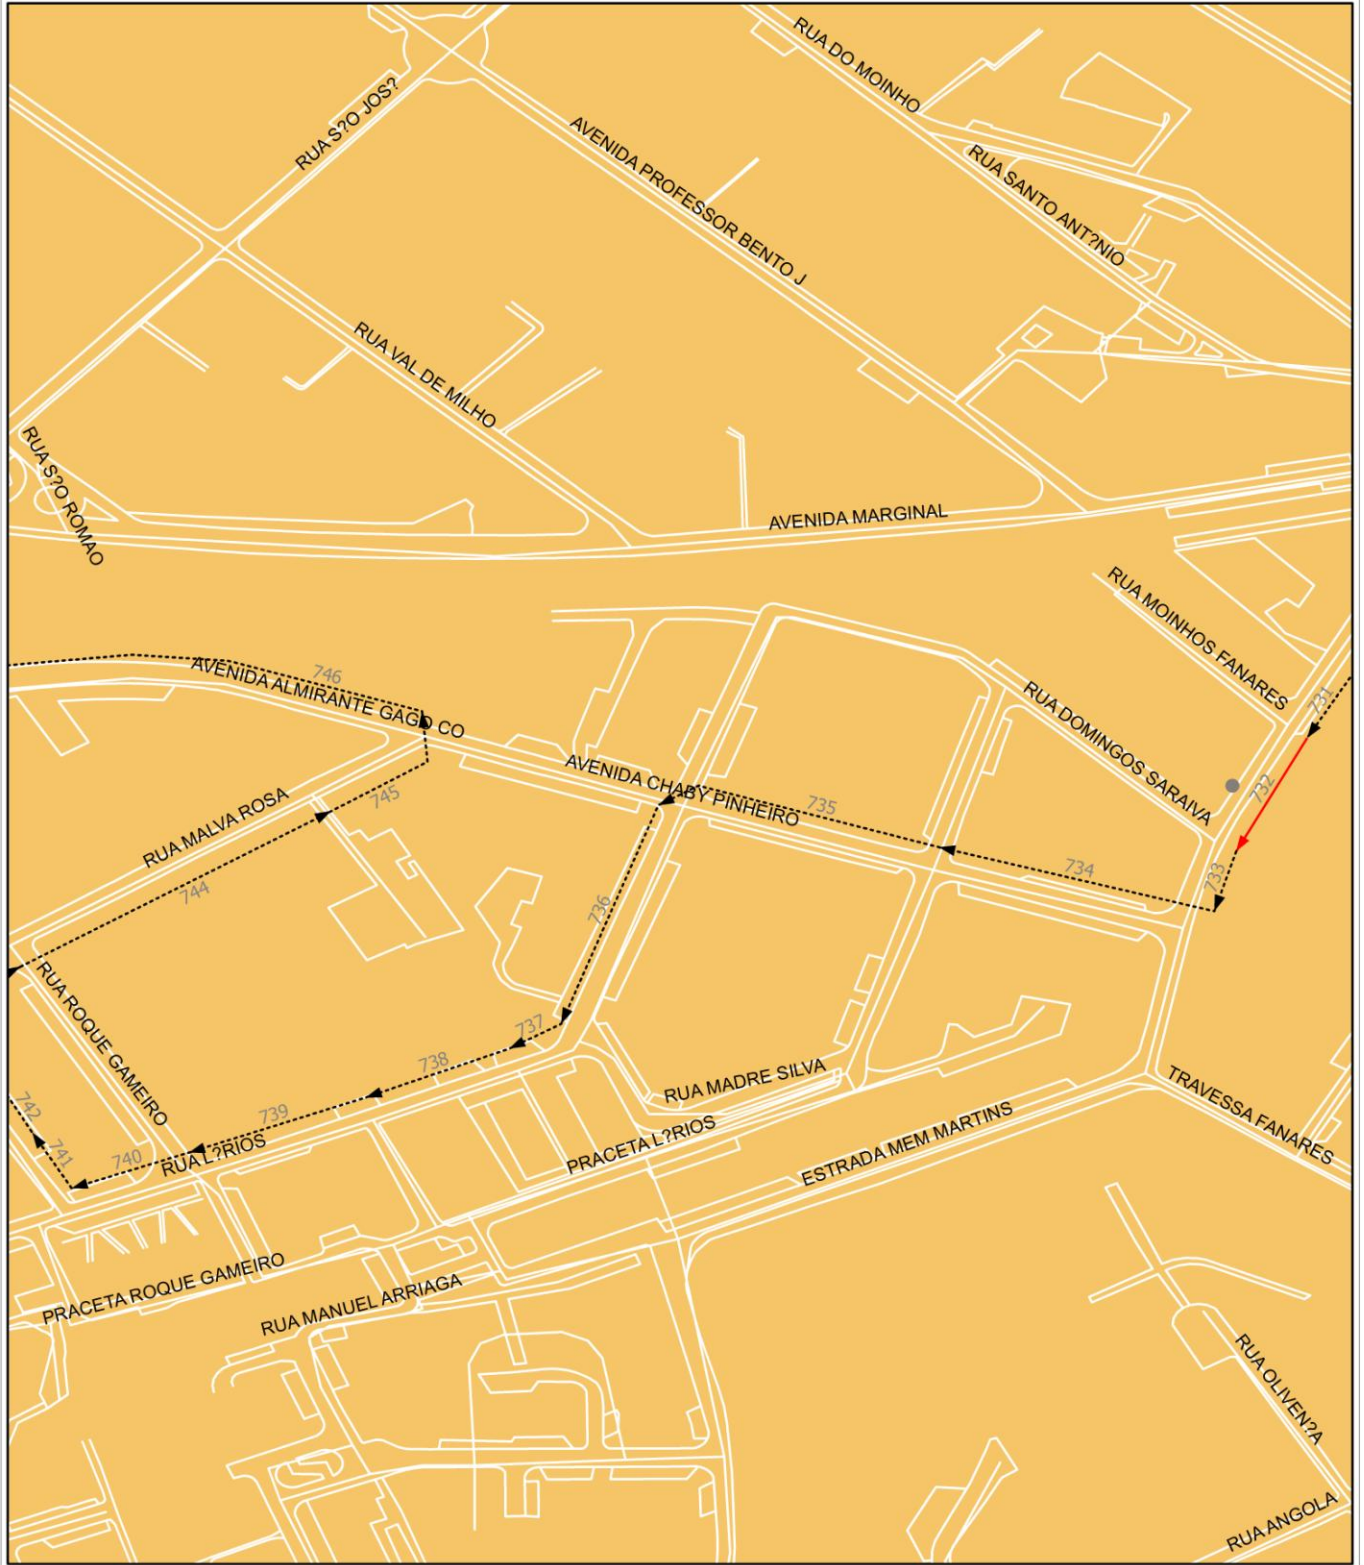 RUA DO MOINHO
RUA S?O JOS?
AVENIDA PROFESSOR BENTO J
RUA SANTO ANT?NIO
RUA VAL DE MILHO
RUA S?O ROMAO
AVENIDA MARGINAL
RUA MOINHOS FANARES
746
AVENIDA ALMIRANTE GAGO CO
731
RUA DOMINGOS SARAIVA
AVENIDA CHABY PINHEIRO
732
735
745
RUA MALVA ROSA
734
733
744
736
RUA ROQUE GAMEIRO
737
738
RUA MADRE SILVA
739
742
741
740
RUA L?RIOS
PRACETA L?RIOS
ESTRADA MEM MARTINS
TRAVESSA FANARES
PRACETA ROQUE GAMEIRO
RUA MANUEL ARRIAGA
RUA OLIVEN?A
RUA ANGOLA